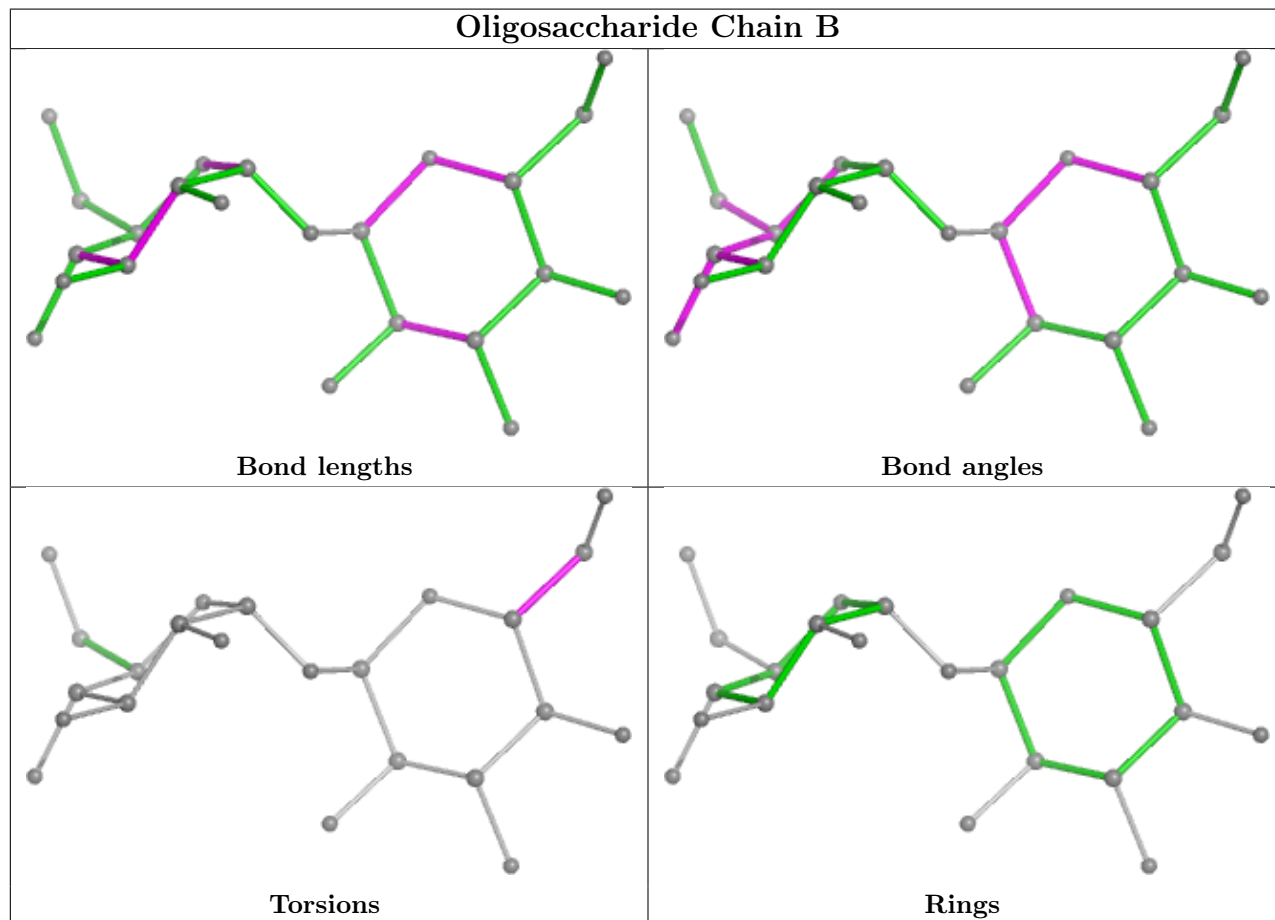 Oligosaccharide Chain B
Bond lengths
Bond angles
Torsions
Rings